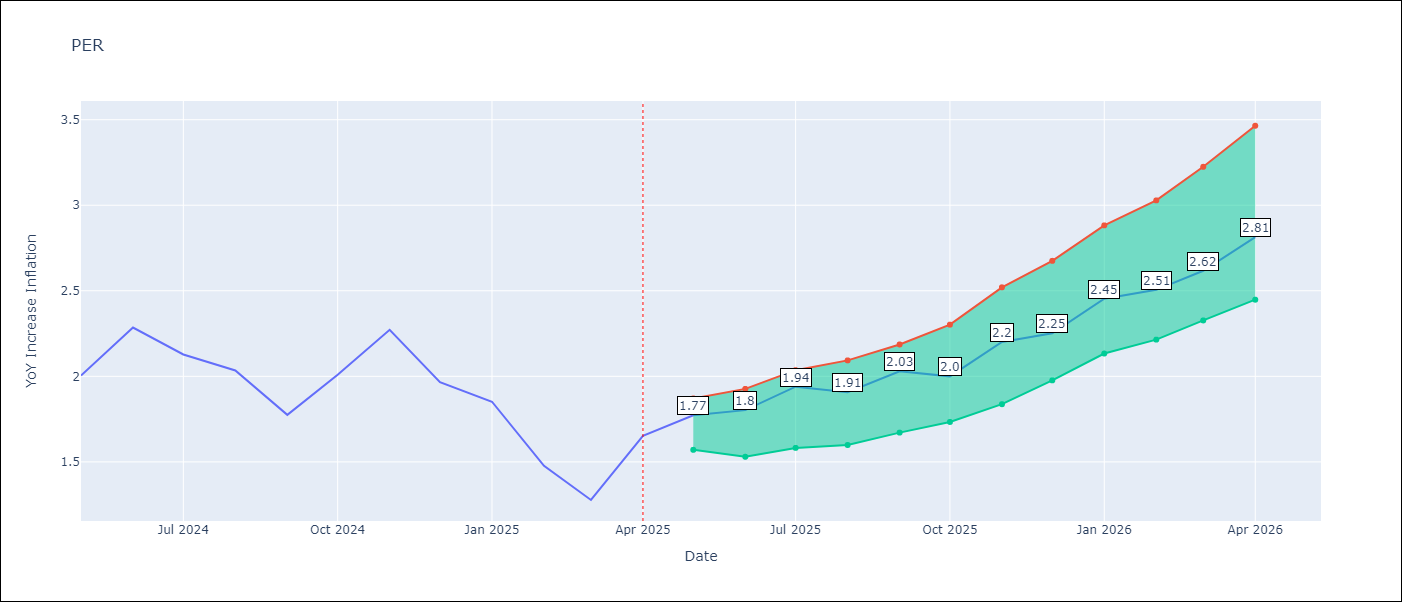 PER
YoY Increase Inflation
3.5
3
2.5
2
1.5
1.77
1.8
1.94
1.91
2.03
2.0
2.2
2.25
2.45
2.51
2.62
2.81
Jul 2024
Oct 2024
Jan 2025
Apr 2025
Jul 2025
Oct 2025
Jan 2026
Apr 2026
Date